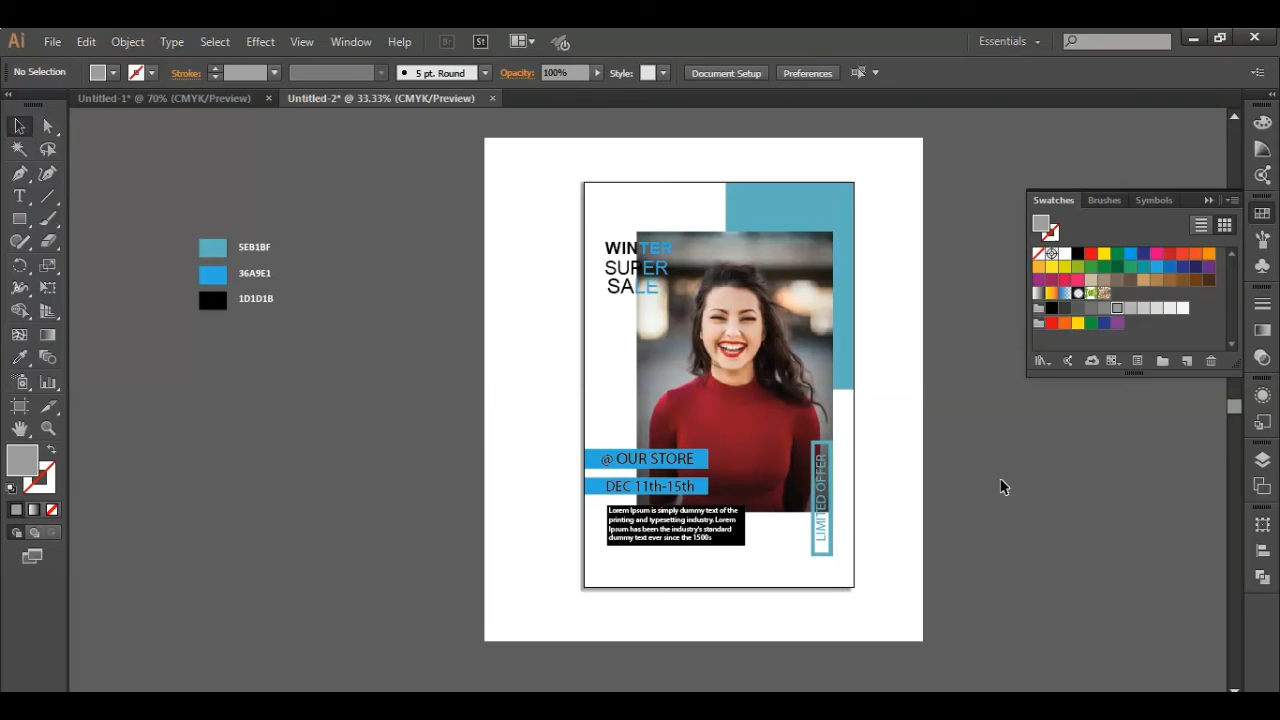 Ai File Edit Object Type Select Effect View Window Help Br St Essentials
No Selection Stroke: 5 pt. Round Opacity: 100% Style: Document Setup Preferences
Untitled-1* @ 70% (CMYK/Preview) × Untitled-2* @ 33.33% (CMYK/Preview) ×
Swatches Brushes Symbols
5EB1BF
36A9E1
1D1D1B
WINTER
SUPER
SALE
@ OUR STORE
DEC 11th-15th
Lorem Ipsum is simply dummy text of the
printing and typesetting industry. Lorem
Ipsum has been the industry's standard
dummy text ever since the 1500s
LIMITED OFFER